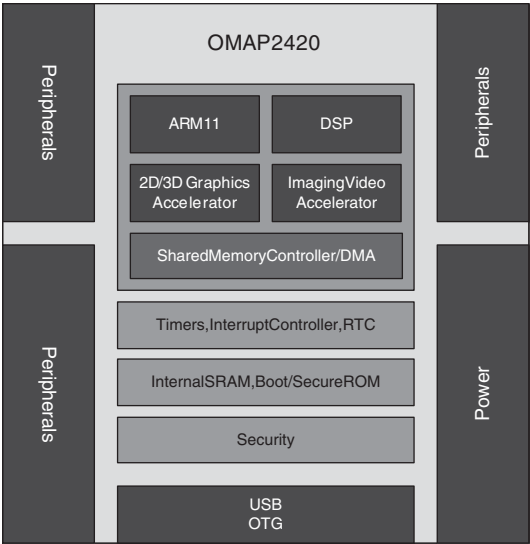 OMAP2420
Peripherals
Peripherals
ARM11
DSP
2D/3D Graphics
Accelerator
ImagingVideo
Accelerator
SharedMemoryController/DMA
Timers,InterruptController,RTC
Peripherals
InternalSRAM,Boot/SecureROM
Power
Security
USB
OTG